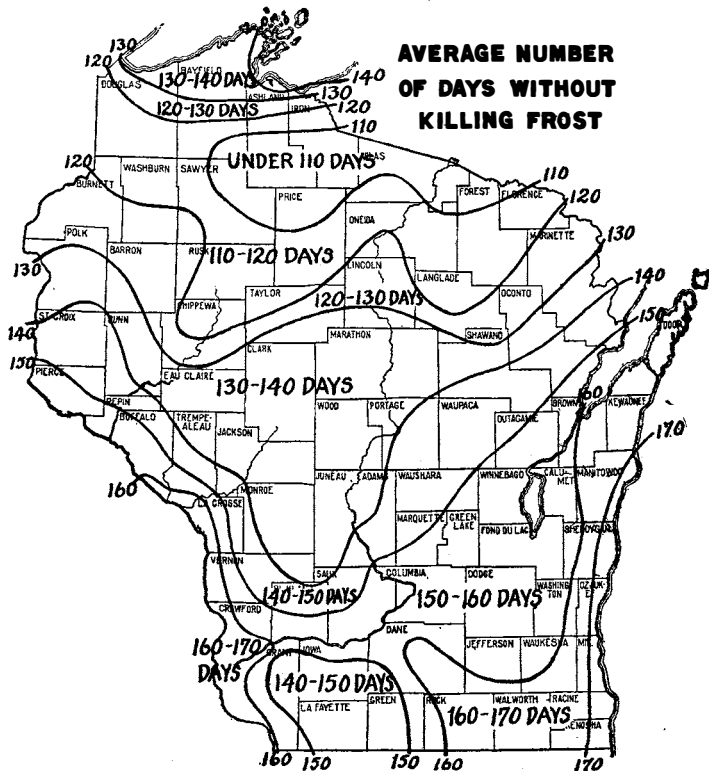 AVERAGE NUMBER
OF DAYS WITHOUT
KILLING FROST
130
120
BAYFIELD
130-140 DAYS
140
DOUGLAS
ASHLAND
130
120-130 DAYS
IRON
120
110
UNDER 110 DAYS
120
WASHBURN
SAWYER
BURNETT
PRICE
FOREST
FLORENCE
110
120
ONEIDA
POLK
BARRON
RUSK
110-120 DAYS
MARINETTE
130
130
LINCOLN
LANGLADE
TAYLOR
120-130 DAYS
OCONTO
140
CHIPPEWA
ST CROIX
DUNN
150
140
MARATHON
SHAWANO
DOOR
CLARK
150
PIERCE
EAU CLAIRE
130-140 DAYS
PEPIN
BUFFALO
TREMPE-
ALEAU
JACKSON
WOOD
PORTAGE
WAUPACA
OUTAGAMIE
BROWN
60
KEWAUNEE
170
160
MONROE
JUNEAU
ADAMS
WAUSHARA
WINNEBAGO
CALU-
MET
MANITOWOC
LA CROSSE
MARQUETTE
GREEN
LAKE
FOND DU LAC
SHEBOYGAN
VERNON
SAUK
COLUMBIA
DODGE
140-150 DAYS
150-160 DAYS
WASHING
TON
OZAUK-
E
CRAWFORD
DANE
160-170
DAYS
GRANT
IOWA
JEFFERSON
WAUKESHA
MIL
140-150 DAYS
LA FAYETTE
GREEN
ROCK
WALWORTH
RACINE
160-170 DAYS
KENOSHA
160
150
150
160
170